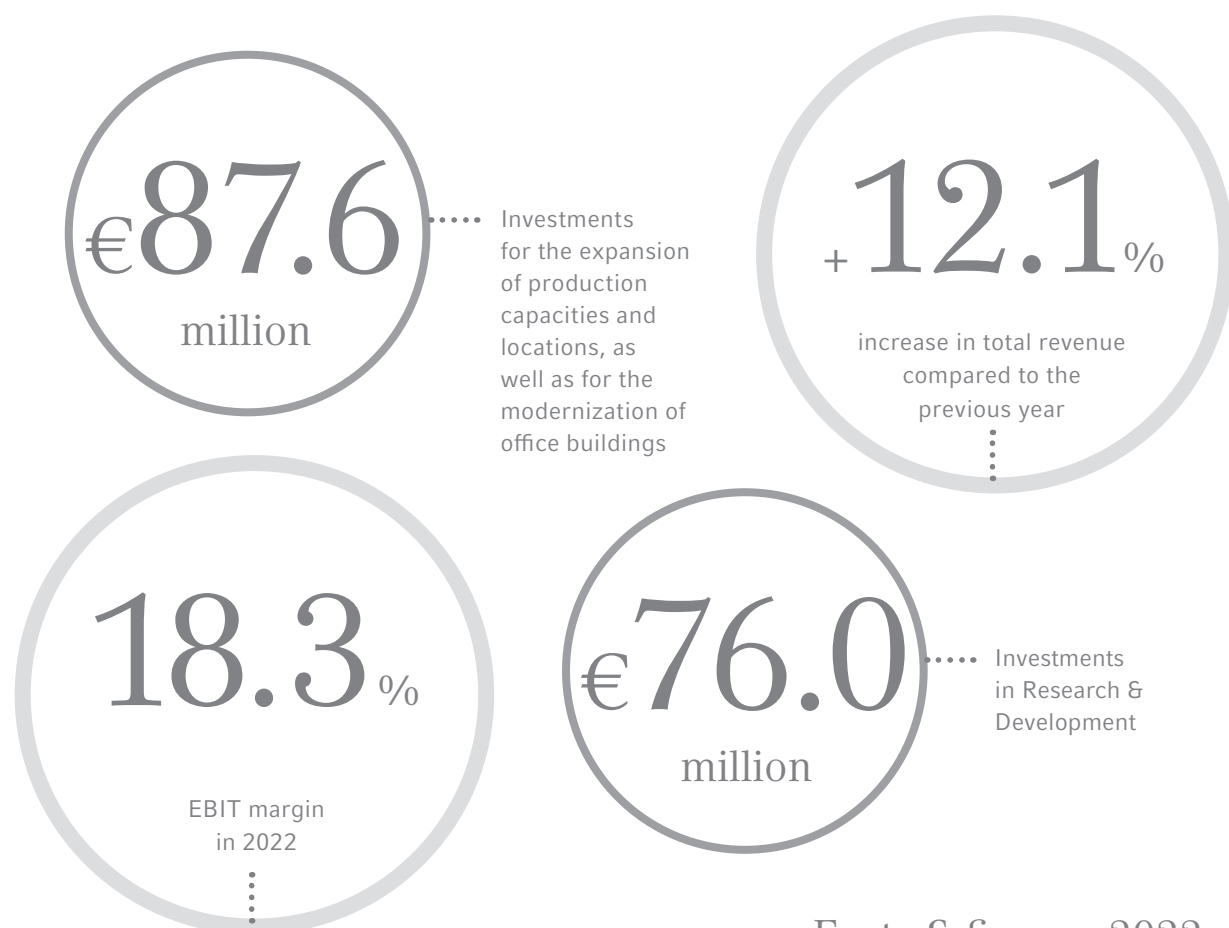 €87.6
million
Investments
for the expansion
of production
capacities and
locations, as
well as for the
modernization of
office buildings
+12.1%
increase in total revenue
compared to the
previous year
18.3%
EBIT margin
in 2022
€76.0
million
Investments
in Research &
Development
2022